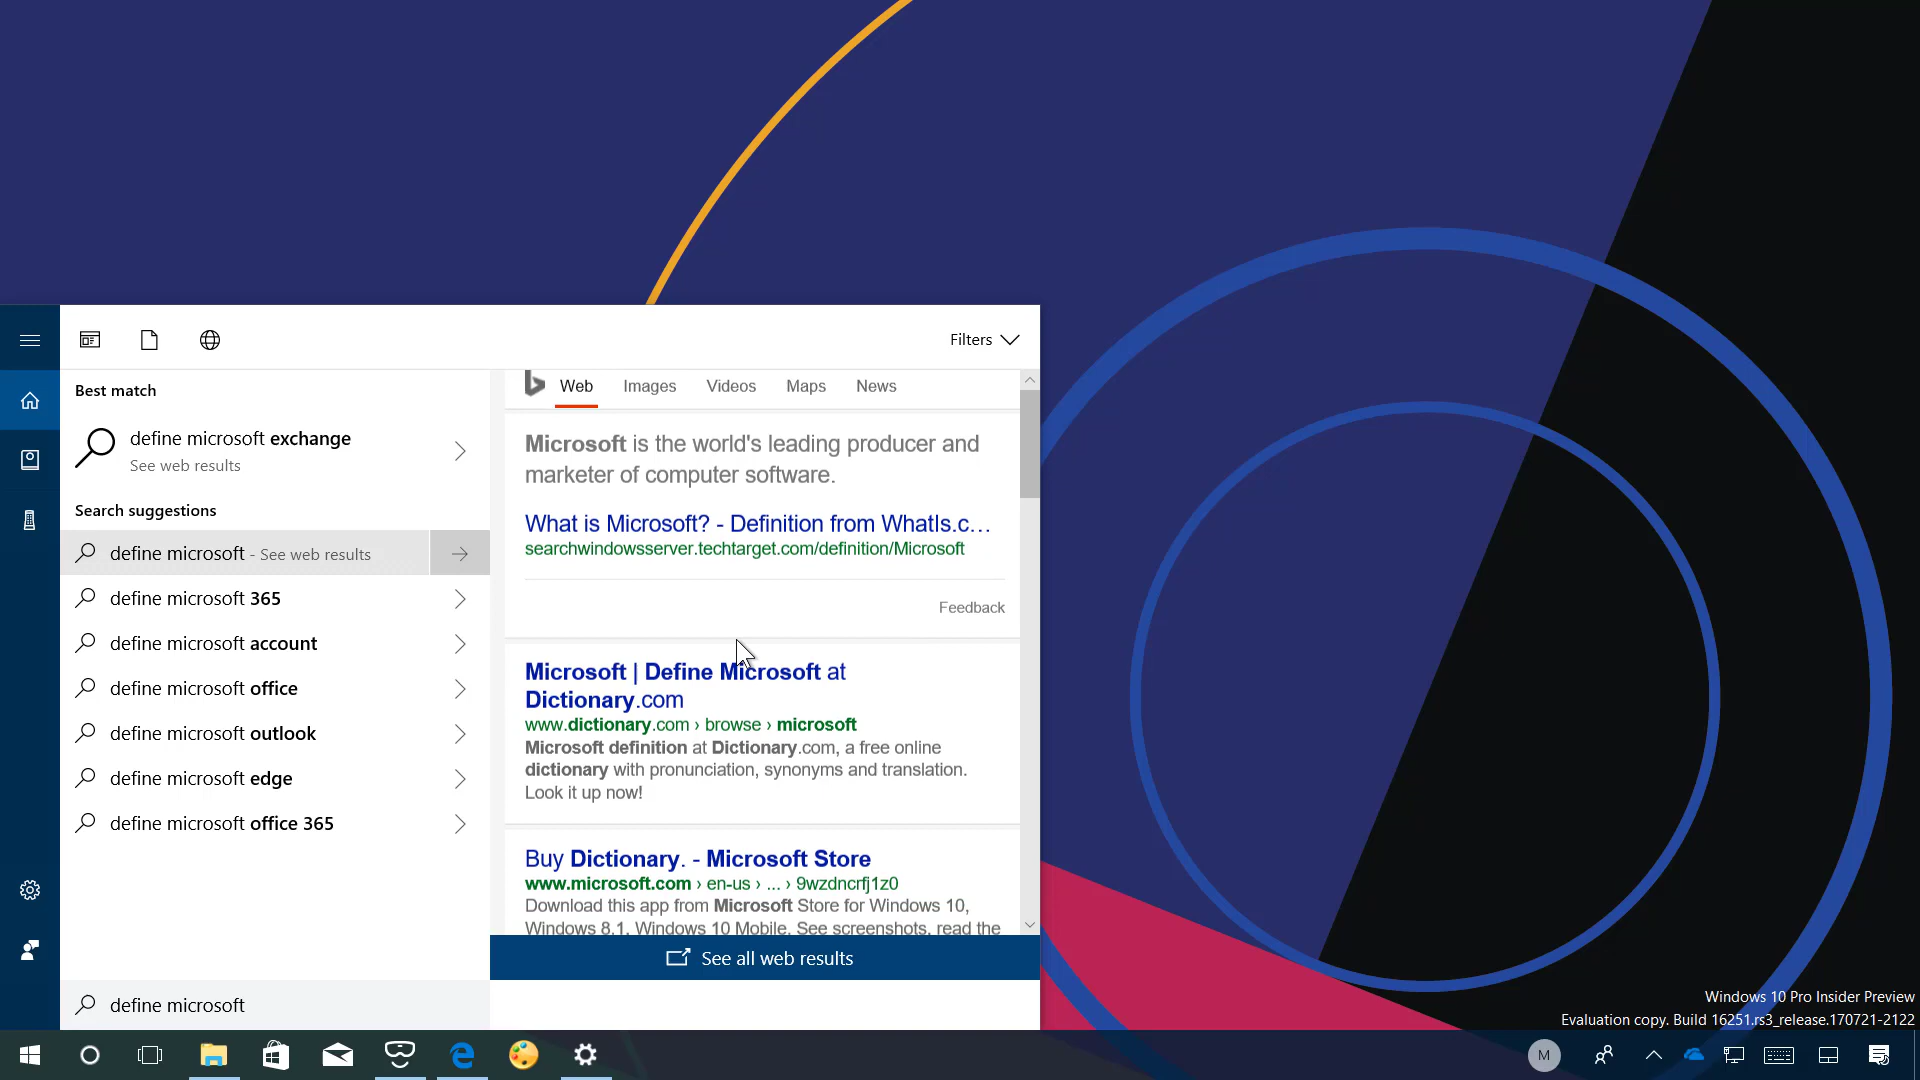 Filters
Best match
define microsoft exchange
See web results
Search suggestions
define microsoft - See web results
define microsoft 365
define microsoft account
define microsoft office
define microsoft outlook
define microsoft edge
define microsoft office 365
define microsoft
Web Images Videos Maps News
Microsoft is the world's leading producer and
marketer of computer software.
What is Microsoft? - Definition from WhatIs.c...
searchwindowsserver.techtarget.com/definition/Microsoft
Feedback
Microsoft | Define Microsoft at
Dictionary.com
www.dictionary.com › browse › microsoft
Microsoft definition at Dictionary.com, a free online
dictionary with pronunciation, synonyms and translation.
Look it up now!
Buy Dictionary. - Microsoft Store
www.microsoft.com › en-us › ... › 9wzdncrfj1z0
Download this app from Microsoft Store for Windows 10,
Windows 8.1, Windows 10 Mobile. See screenshots, read the
See all web results
Windows 10 Pro Insider Preview
Evaluation copy. Build 16251.rs3_release.170721-2122
M